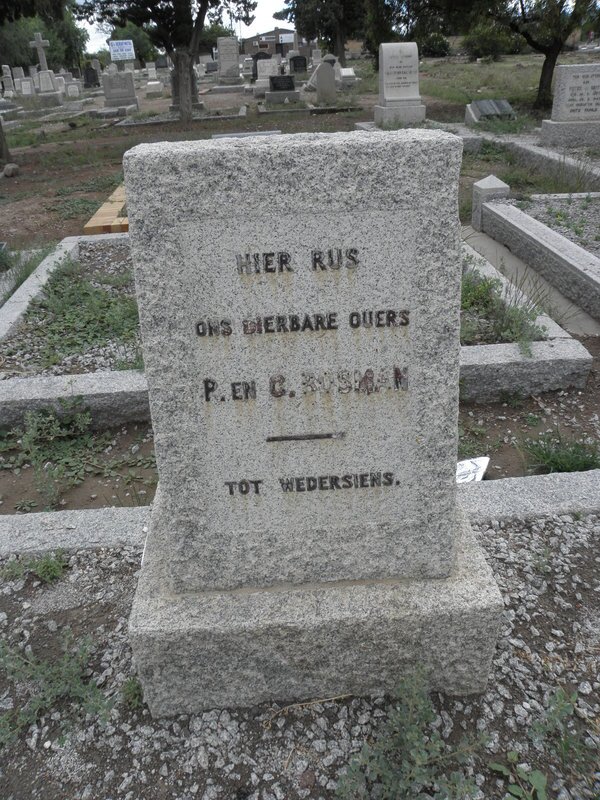 HIER RUS
ONS DIERBARE OUERS
P. EN C. BOSMAN
TOT WEDERSIENS.